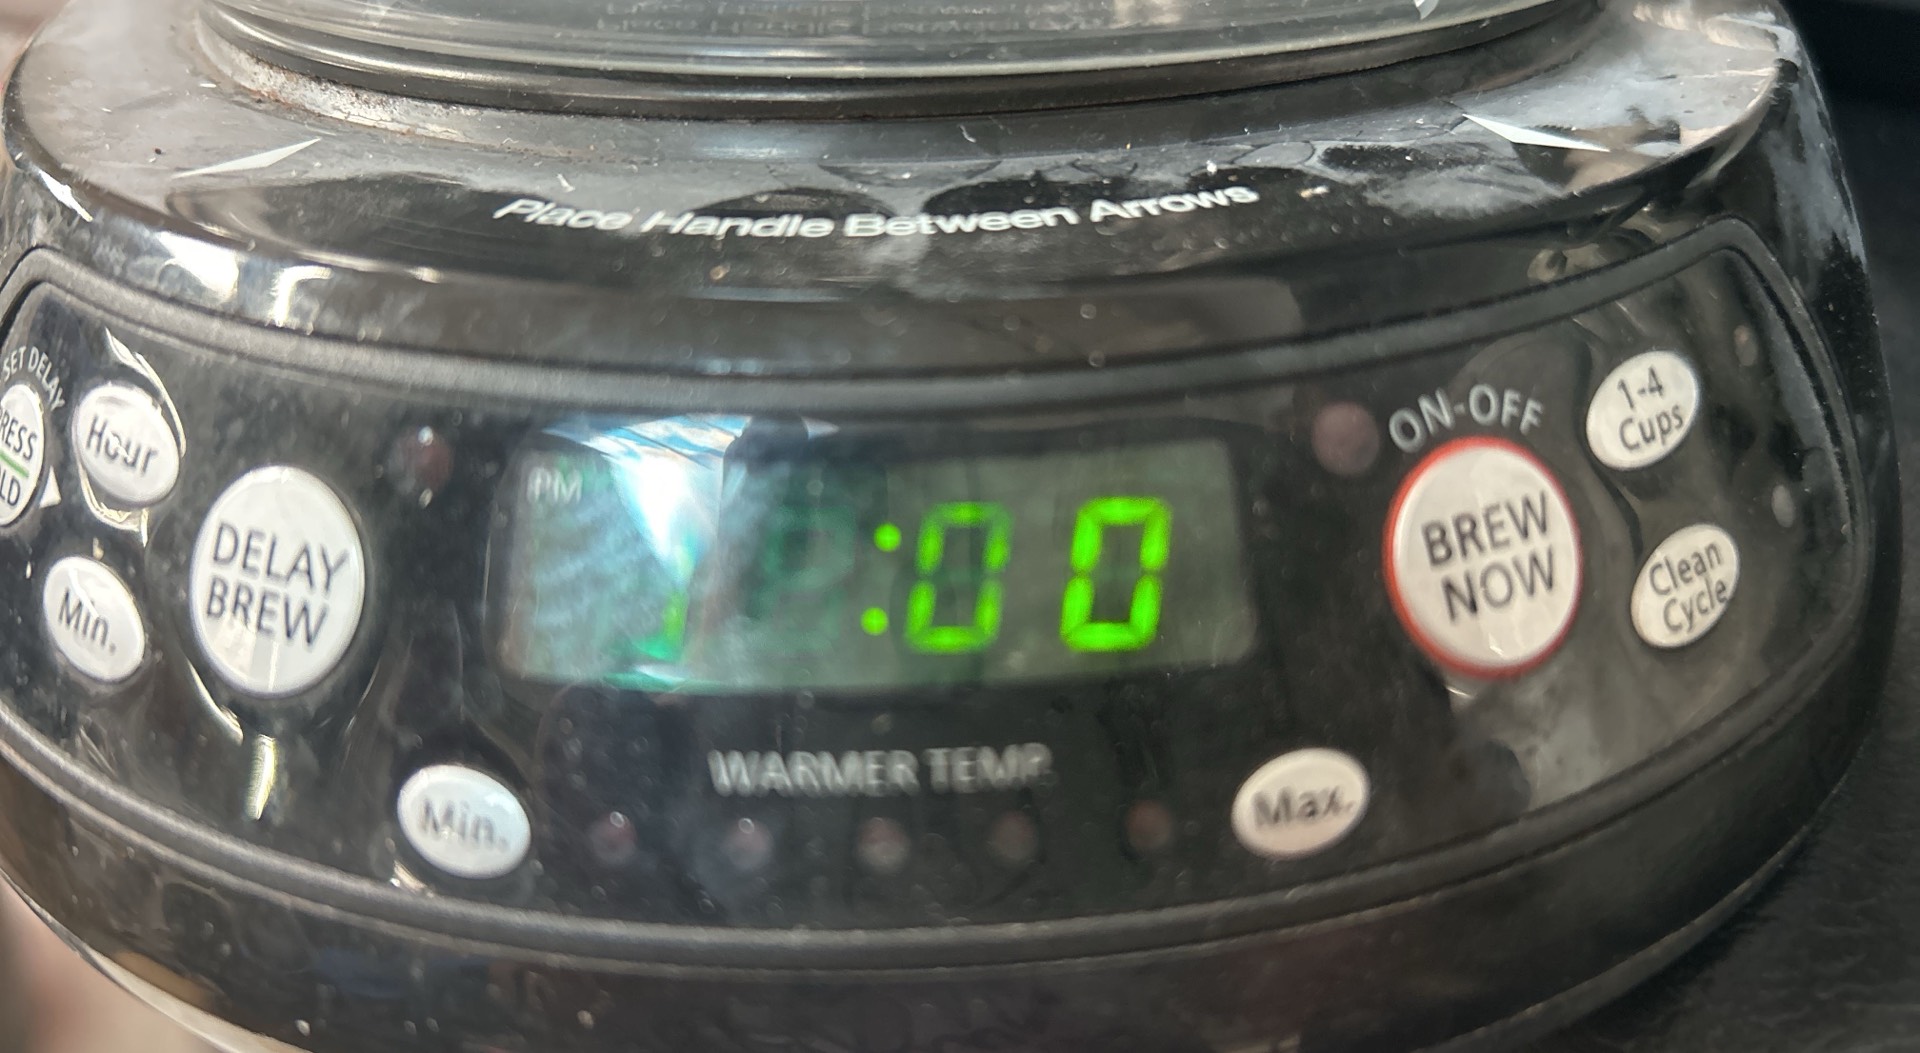 Place Handle Between Arrows
SET DELAY
Hour
Min.
DELAY
BREW
PM
:00
ON-OFF
BREW
NOW
1-4
Cups
Clean
Cycle
WARMER TEMP.
Min.
Max.